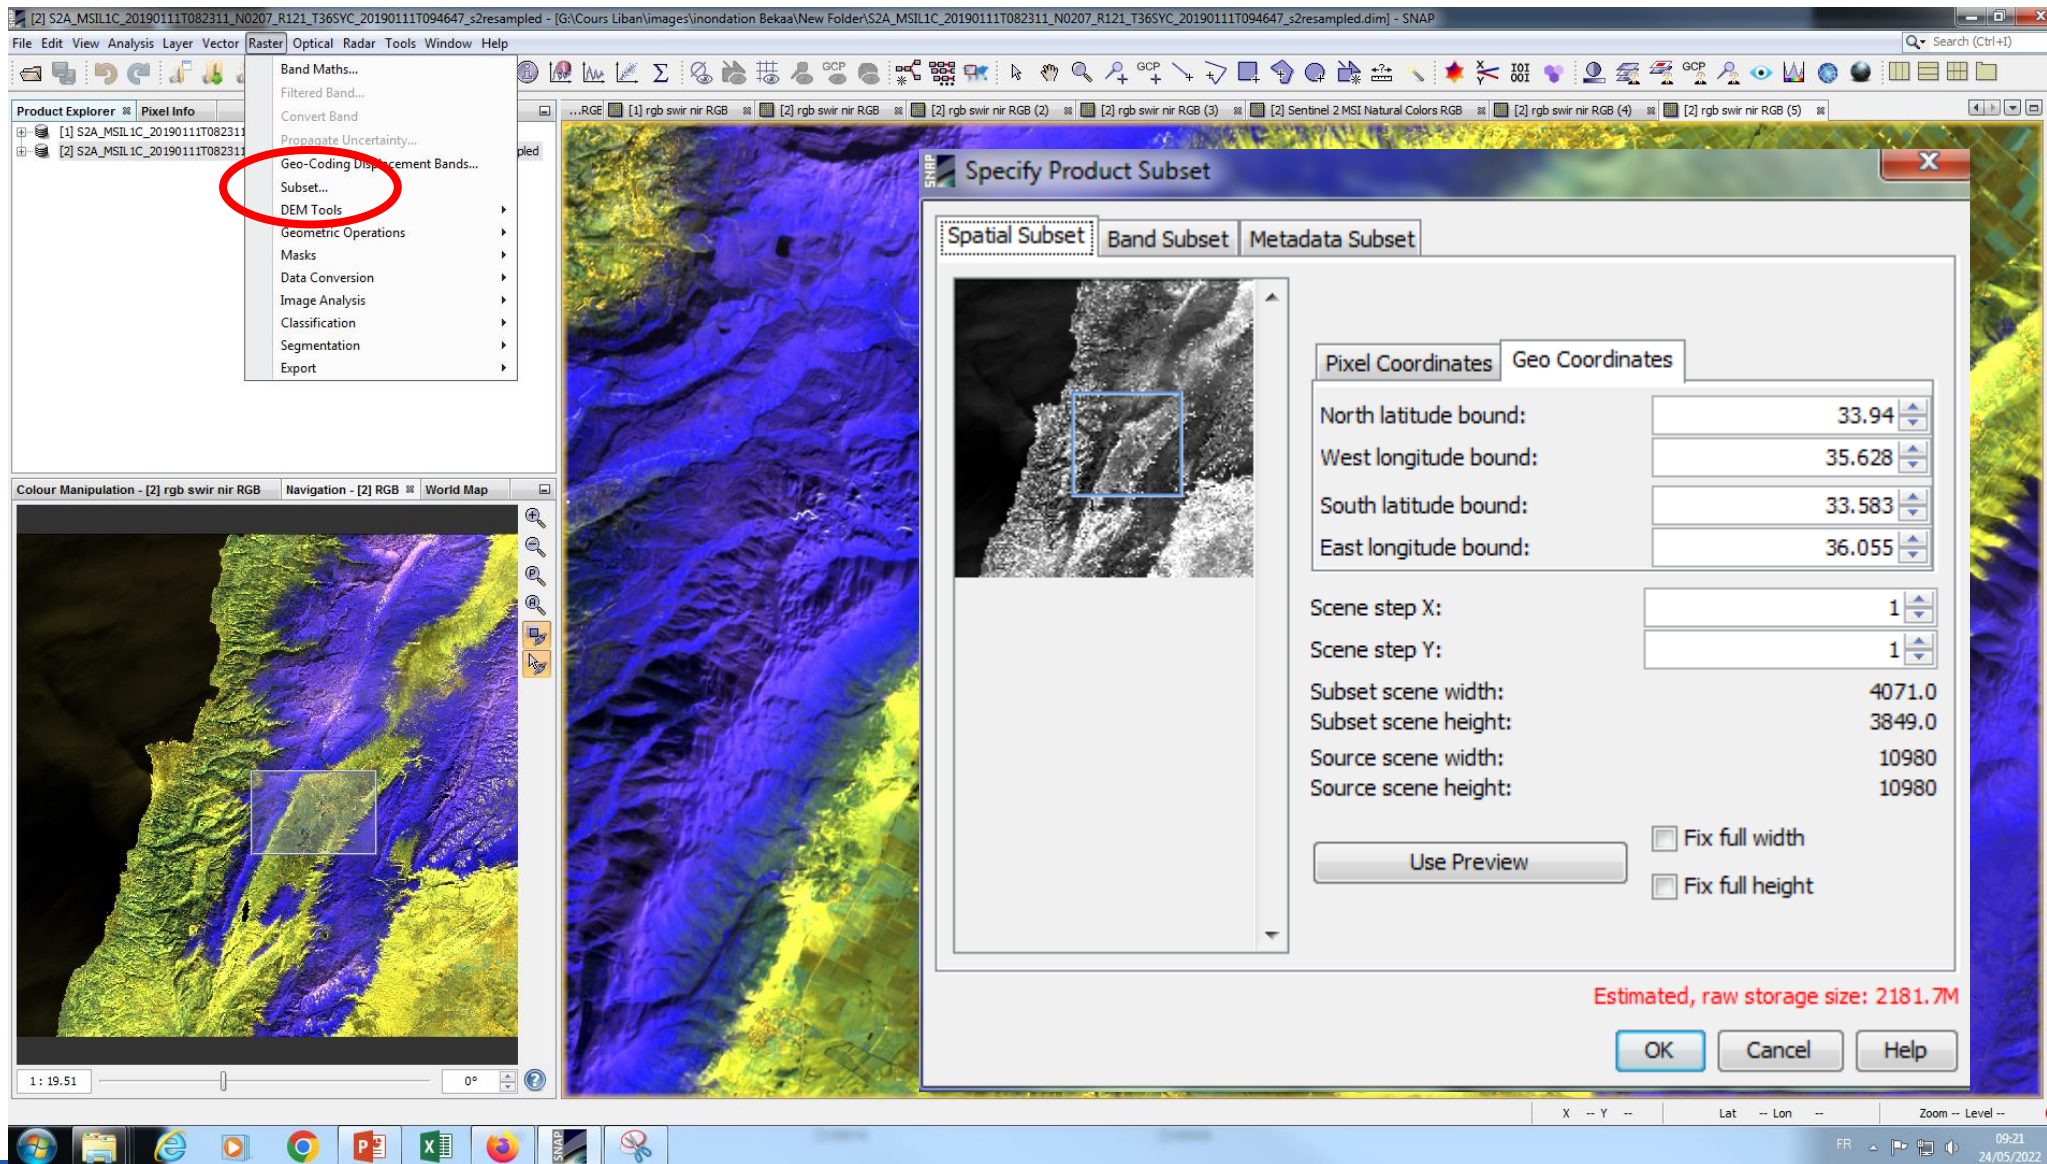 [2] S2A_MSIL1C_20190111T082311_N0207_R121_T36SYC_20190111T094647_s2resampled - [G:\Cours Liban\images\inondation Bekaa\New Folder\S2A_MSIL1C_20190111T082311_N0207_R121_T36SYC_20190111T094647_s2resampled.dim] - SNAP
File Edit View Analysis Layer Vector Raster Optical Radar Tools Window Help
Search (Ctrl+I)
Band Maths...
Filtered Band...
Convert Band
Propagate Uncertainty...
Geo-Coding Displacement Bands...
Subset...
DEM Tools
Geometric Operations
Masks
Data Conversion
Image Analysis
Classification
Segmentation
Export
GCP GCP GCP
Product Explorer Pixel Info
[1] S2A_MSIL1C_20190111T082311
[2] S2A_MSIL1C_20190111T082311 pled
...RGE [1] rgb swir nir RGB [2] rgb swir nir RGB [2] rgb swir nir RGB (2) [2] rgb swir nir RGB (3) [2] Sentinel 2 MSI Natural Colors RGB [2] rgb swir nir RGB (4) [2] rgb swir nir RGB (5)
Specify Product Subset
Spatial Subset Band Subset Metadata Subset
Pixel Coordinates Geo Coordinates
North latitude bound: 33.94
West longitude bound: 35.628
South latitude bound: 33.583
East longitude bound: 36.055
Scene step X: 1
Scene step Y: 1
Subset scene width: 4071.0
Subset scene height: 3849.0
Source scene width: 10980
Source scene height: 10980
Use Preview
Fix full width
Fix full height
Estimated, raw storage size: 2181.7M
OK Cancel Help
Colour Manipulation - [2] rgb swir nir RGB Navigation - [2] RGB World Map
1 : 19.51 0°
X -- Y -- Lat -- Lon -- Zoom -- Level --
SNAP
FR 09:21
24/05/2022